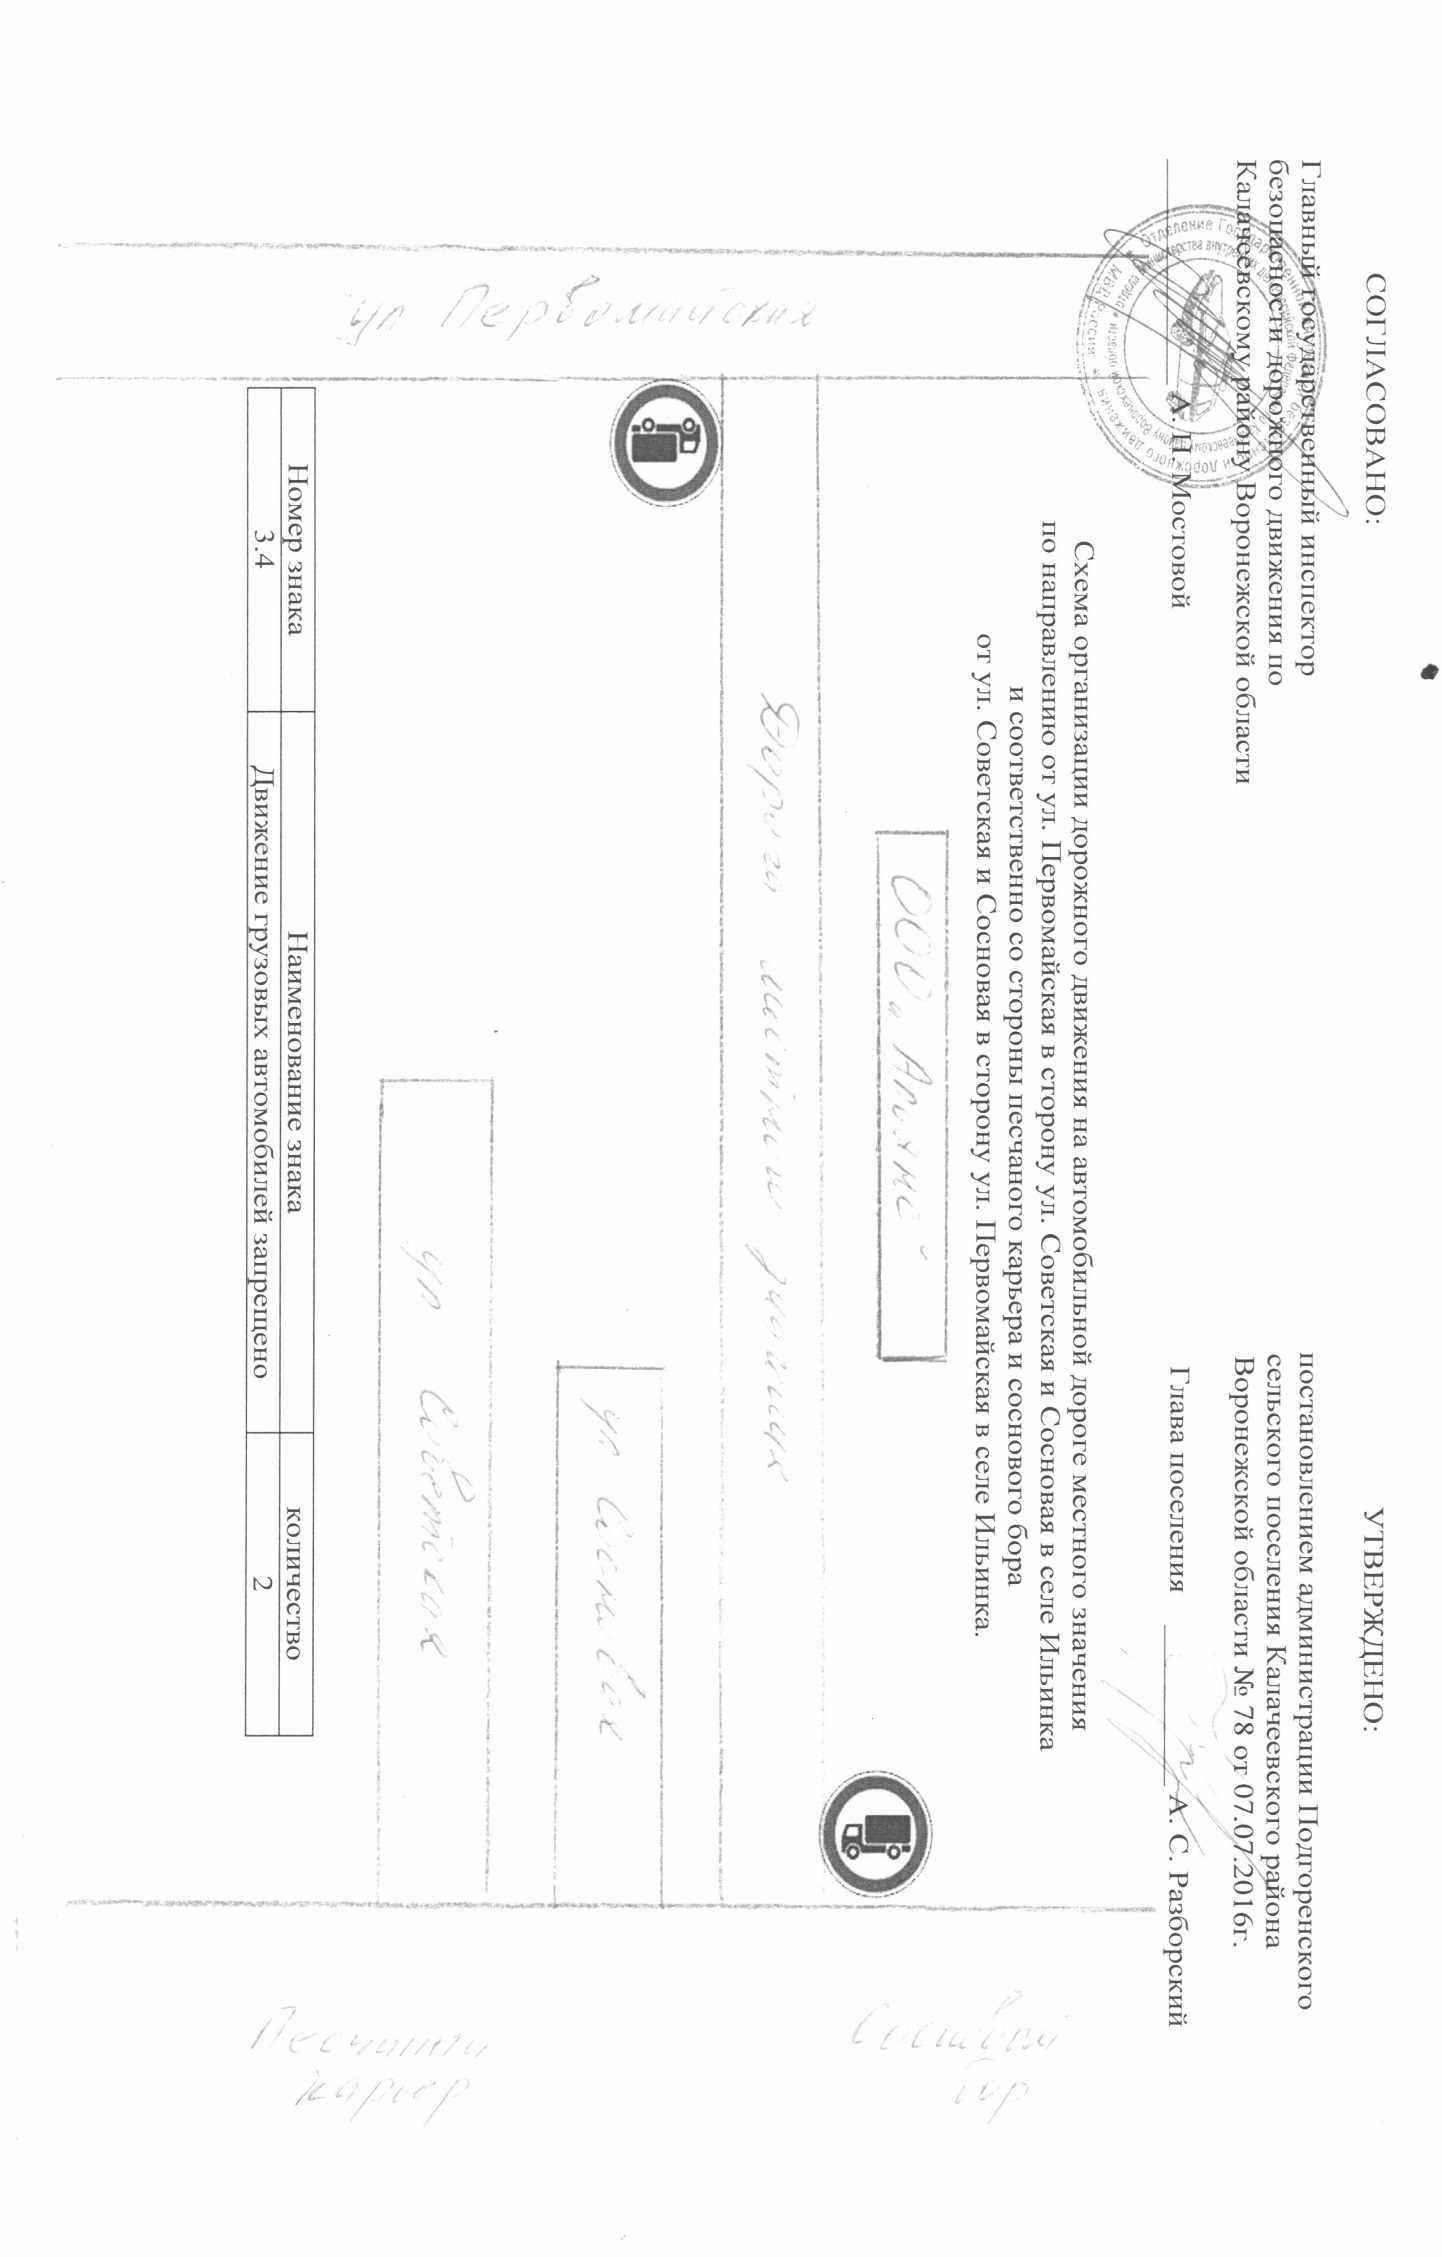 СОГЛАСОВАНО:
Главный государственный инспектор
безопасности дорожного движения по
Калачеевскому району Воронежской области
А. Н. Мостовой
УТВЕРЖДЕНО:
постановлением администрации Подгоренского
сельского поселения Калачеевского района
Воронежской области № 78 от 07.07.2016г.
Глава поселения А. С. Разборский
Схема организации дорожного движения на автомобильной дороге местного значения
по направлению от ул. Первомайская в сторону ул. Советская и Сосновая в селе Ильинка
и соответственно со стороны песчаного карьера и соснового бора
от ул. Советская и Сосновая в сторону ул. Первомайская в селе Ильинка.
ООО
Дорога местного значения
ул. Сосновая
ул. Советская
ул Первомайская
Сосновый
бор
Песчаный
карьер
Номер знака Наименование знака количество
3.4 Движение грузовых автомобилей запрещено 2